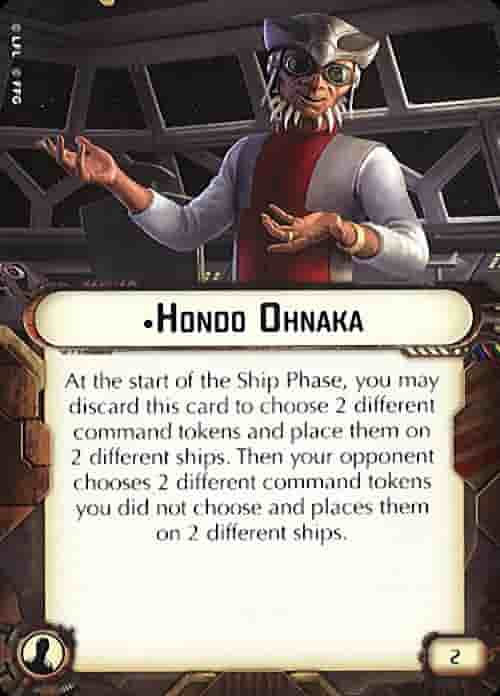 © LFL © FFG
•HONDO OHNAKA
At the start of the Ship Phase, you may
discard this card to choose 2 different
command tokens and place them on
2 different ships. Then your opponent
chooses 2 different command tokens
you did not choose and places them
on 2 different ships.
2